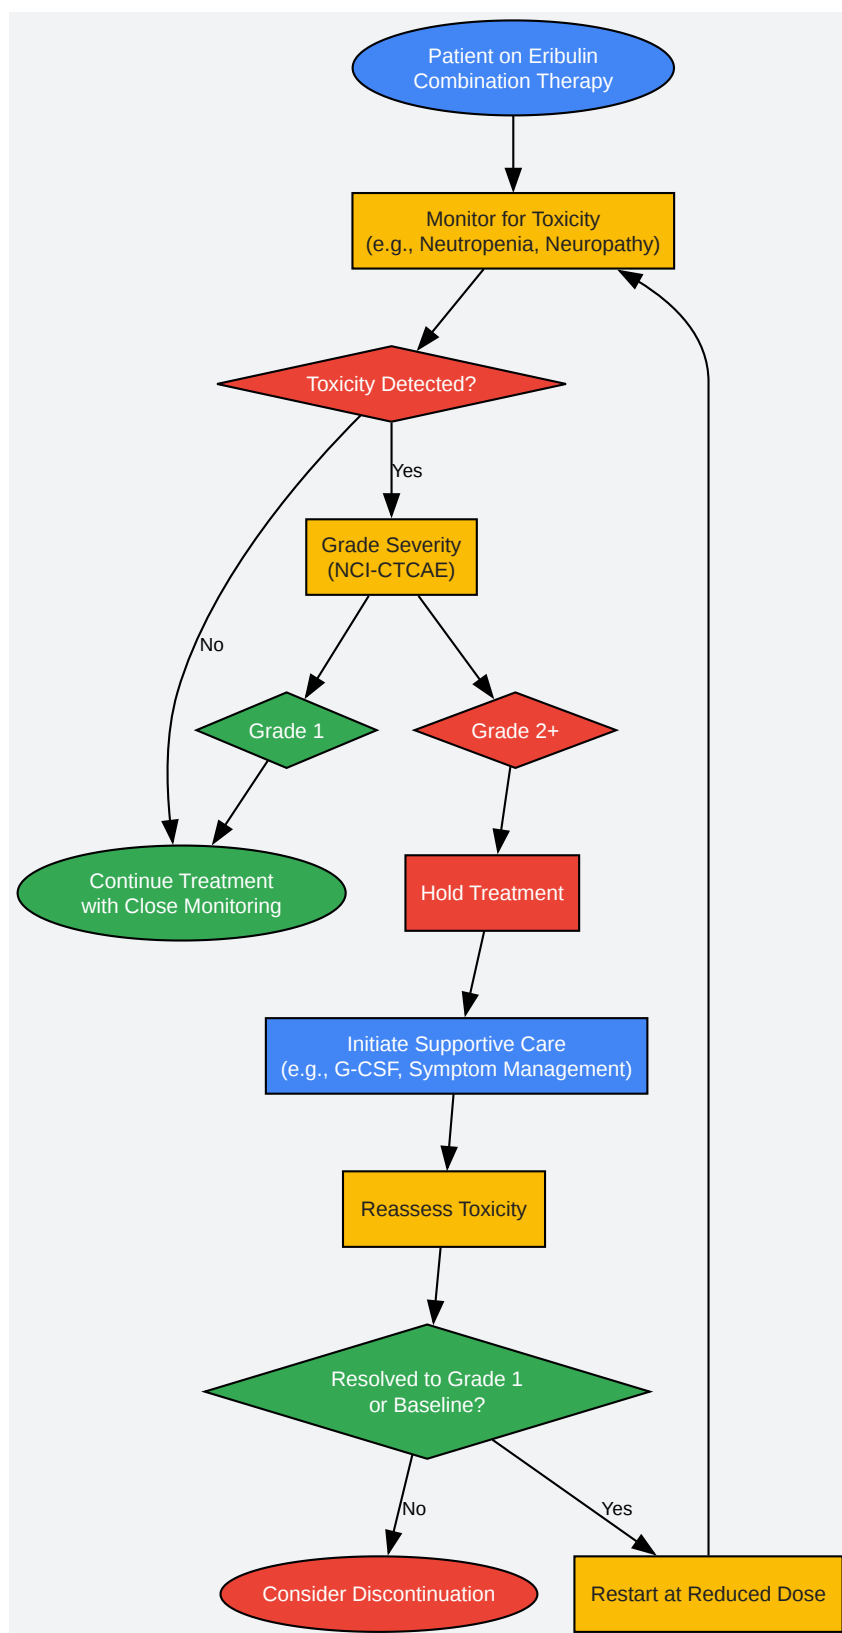 Patient on Eribulin
Combination Therapy
Monitor for Toxicity
(e.g., Neutropenia, Neuropathy)
Toxicity Detected?
Yes
Grade Severity
(NCI-CTCAE)
No
Grade 1
Grade 2+
Continue Treatment
with Close Monitoring
Hold Treatment
Initiate Supportive Care
(e.g., G-CSF, Symptom Management)
Reassess Toxicity
Resolved to Grade 1
or Baseline?
No
Yes
Consider Discontinuation
Restart at Reduced Dose